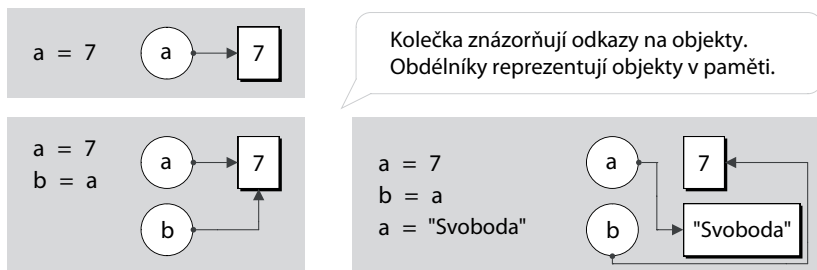 a = 7
a
7
Kolečka znázorňují odkazy na objekty.
Obdélníky reprezentují objekty v paměti.
a = 7
b = a
a
7
b
a = 7
b = a
a = "Svoboda"
a
7
b
"Svoboda"